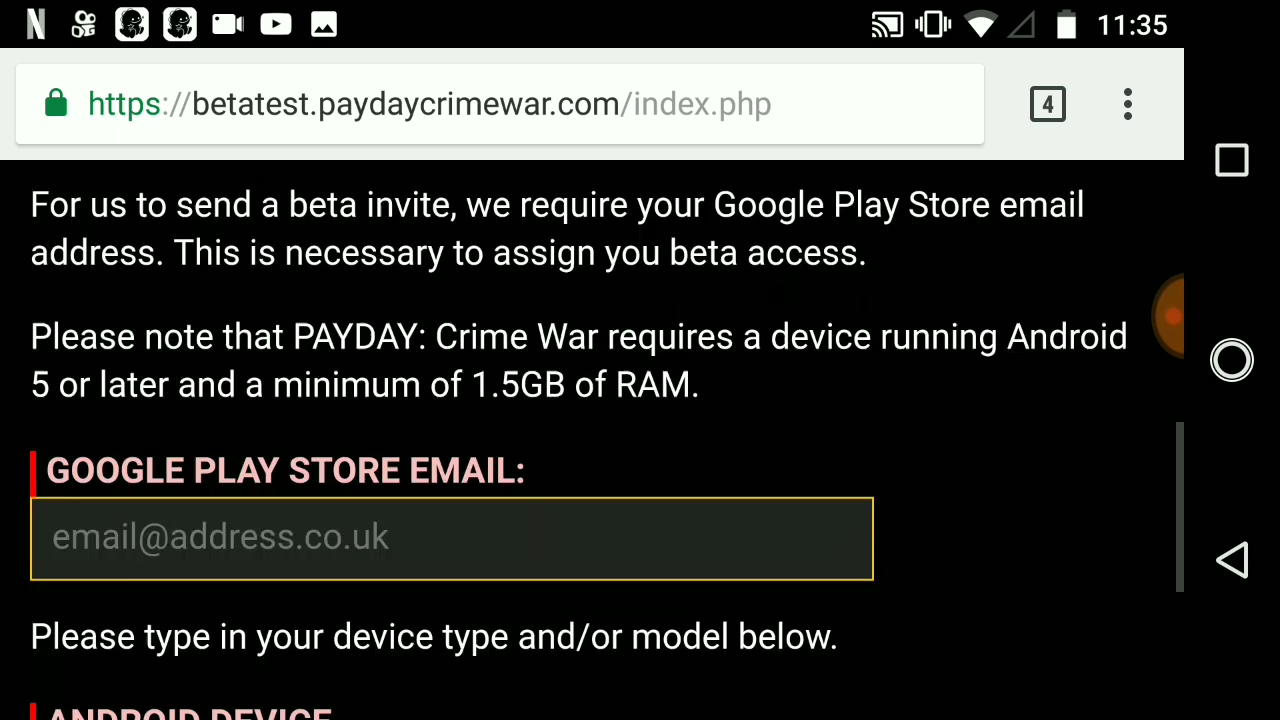 11:35
https://betatest.paydaycrimewar.com/index.php
4
For us to send a beta invite, we require your Google Play Store email
address. This is necessary to assign you beta access.
Please note that PAYDAY: Crime War requires a device running Android
5 or later and a minimum of 1.5GB of RAM.
GOOGLE PLAY STORE EMAIL:
email@address.co.uk
Please type in your device type and/or model below.
ANDROID DEVICE